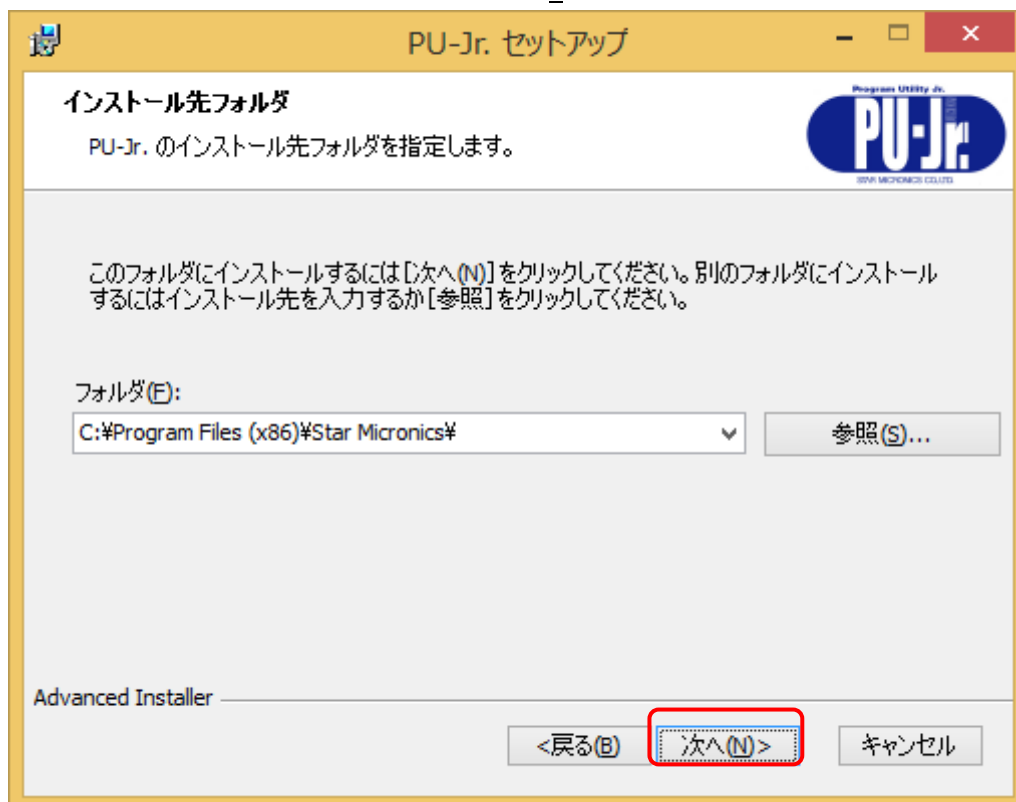 PU-Jr. セットアップ
インストール先フォルダ
PU-Jr. のインストール先フォルダを指定します。
Program Utility Jr.
PU-Jr.
STAR MICRONICS CO.,LTD.
このフォルダにインストールするには[次へ(N)]をクリックしてください。別のフォルダにインストール
するにはインストール先を入力するか[参照]をクリックしてください。
フォルダ(F):
C:¥Program Files (x86)¥Star Micronics¥
参照(S)...
Advanced Installer
<戻る(B)
次へ(N)>
キャンセル